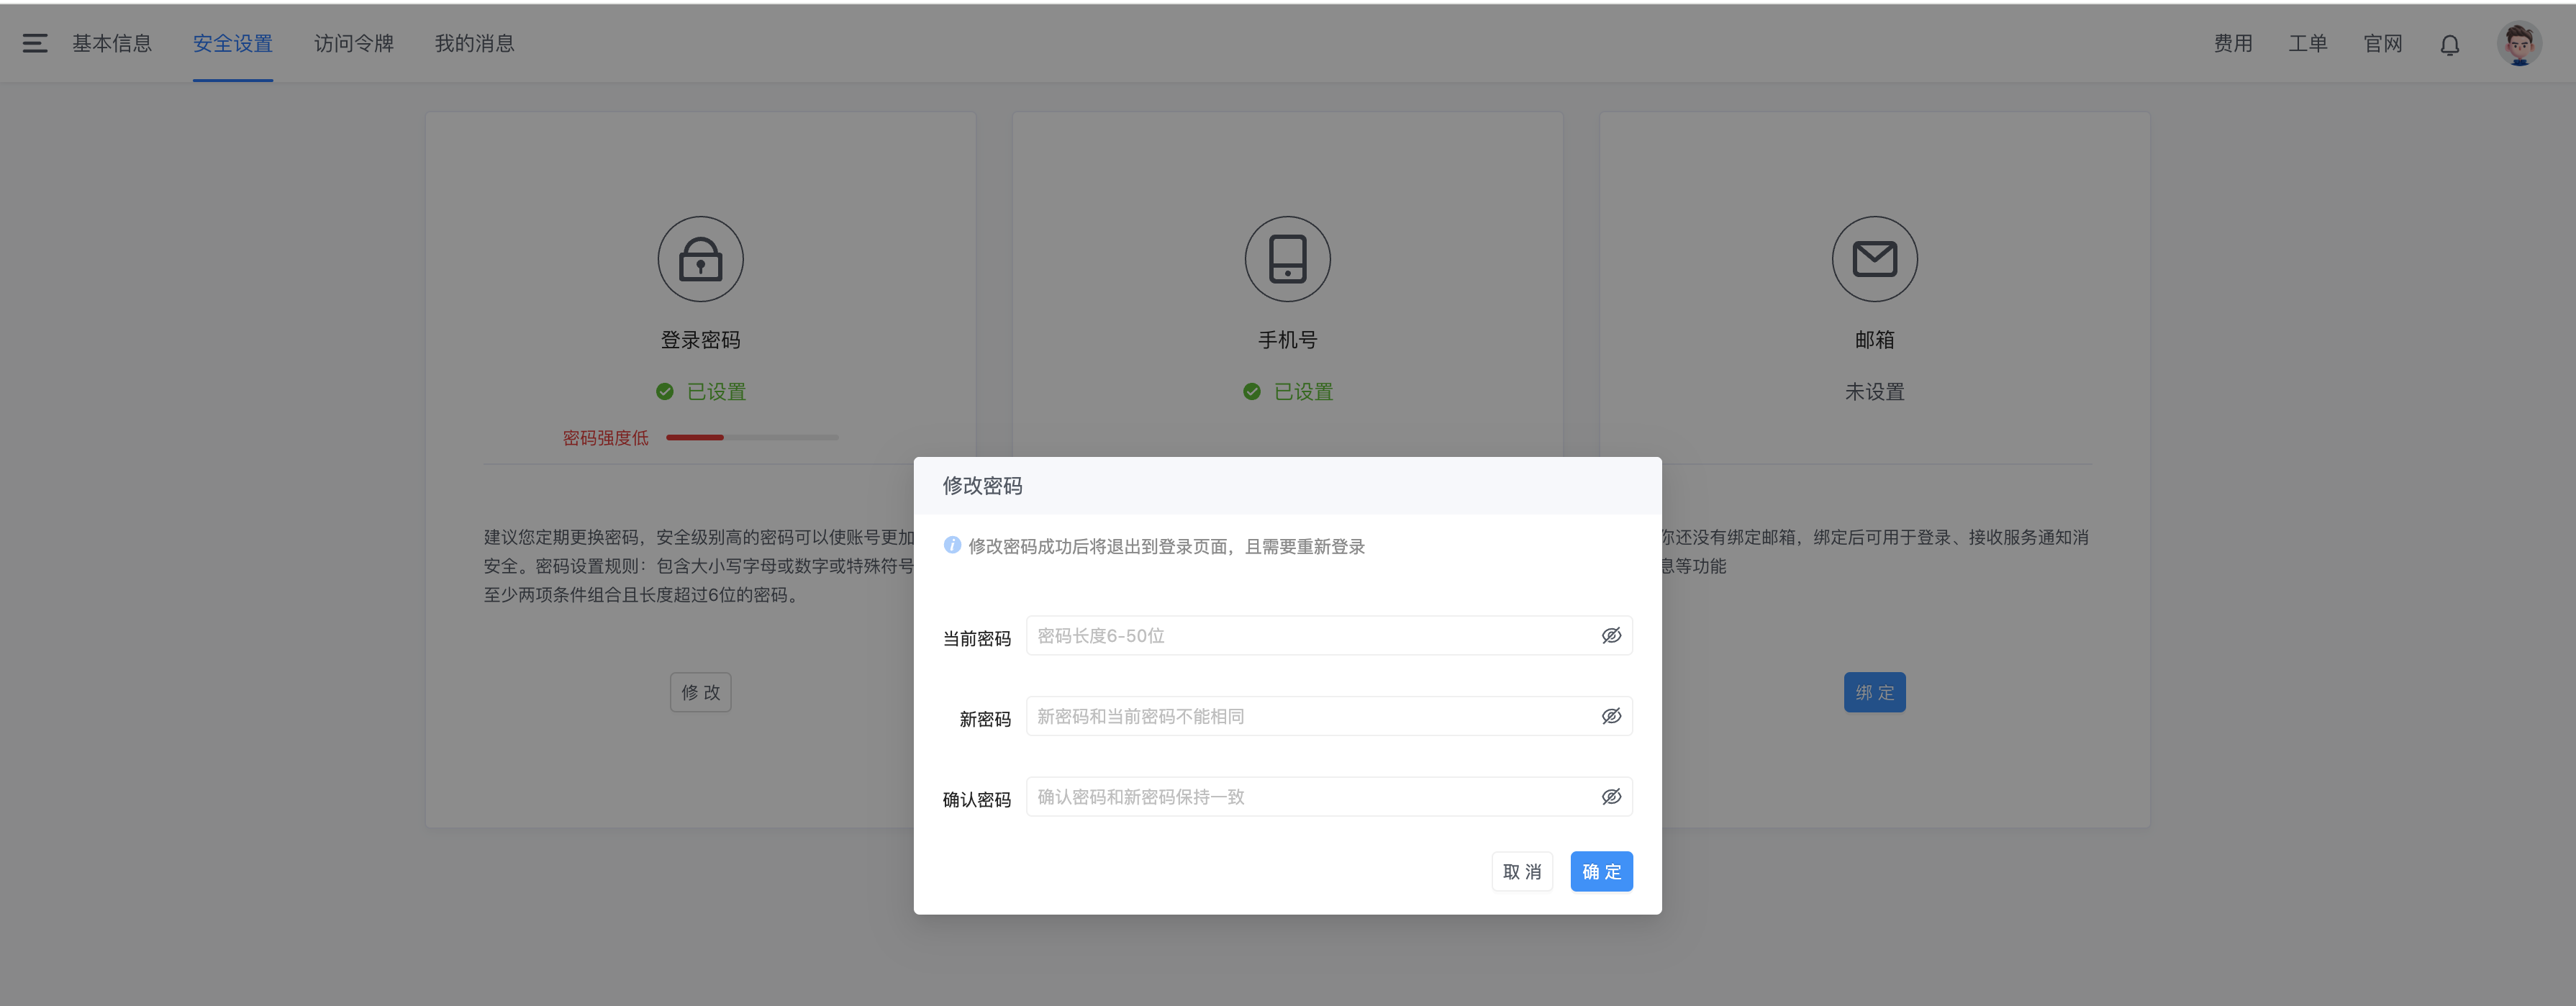 基本信息
安全设置
访问令牌
我的消息
费用
工单
官网
登录密码
已设置
密码强度低
建议您定期更换密码，安全级别高的密码可以使账号更加
安全。密码设置规则：包含大小写字母或数字或特殊符号
至少两项条件组合且长度超过6位的密码。
修 改
手机号
已设置
邮箱
未设置
你还没有绑定邮箱，绑定后可用于登录、接收服务通知消
息等功能
绑 定
修改密码
修改密码成功后将退出到登录页面，且需要重新登录
当前密码 密码长度6-50位
新密码 新密码和当前密码不能相同
确认密码 确认密码和新密码保持一致
取 消
确 定